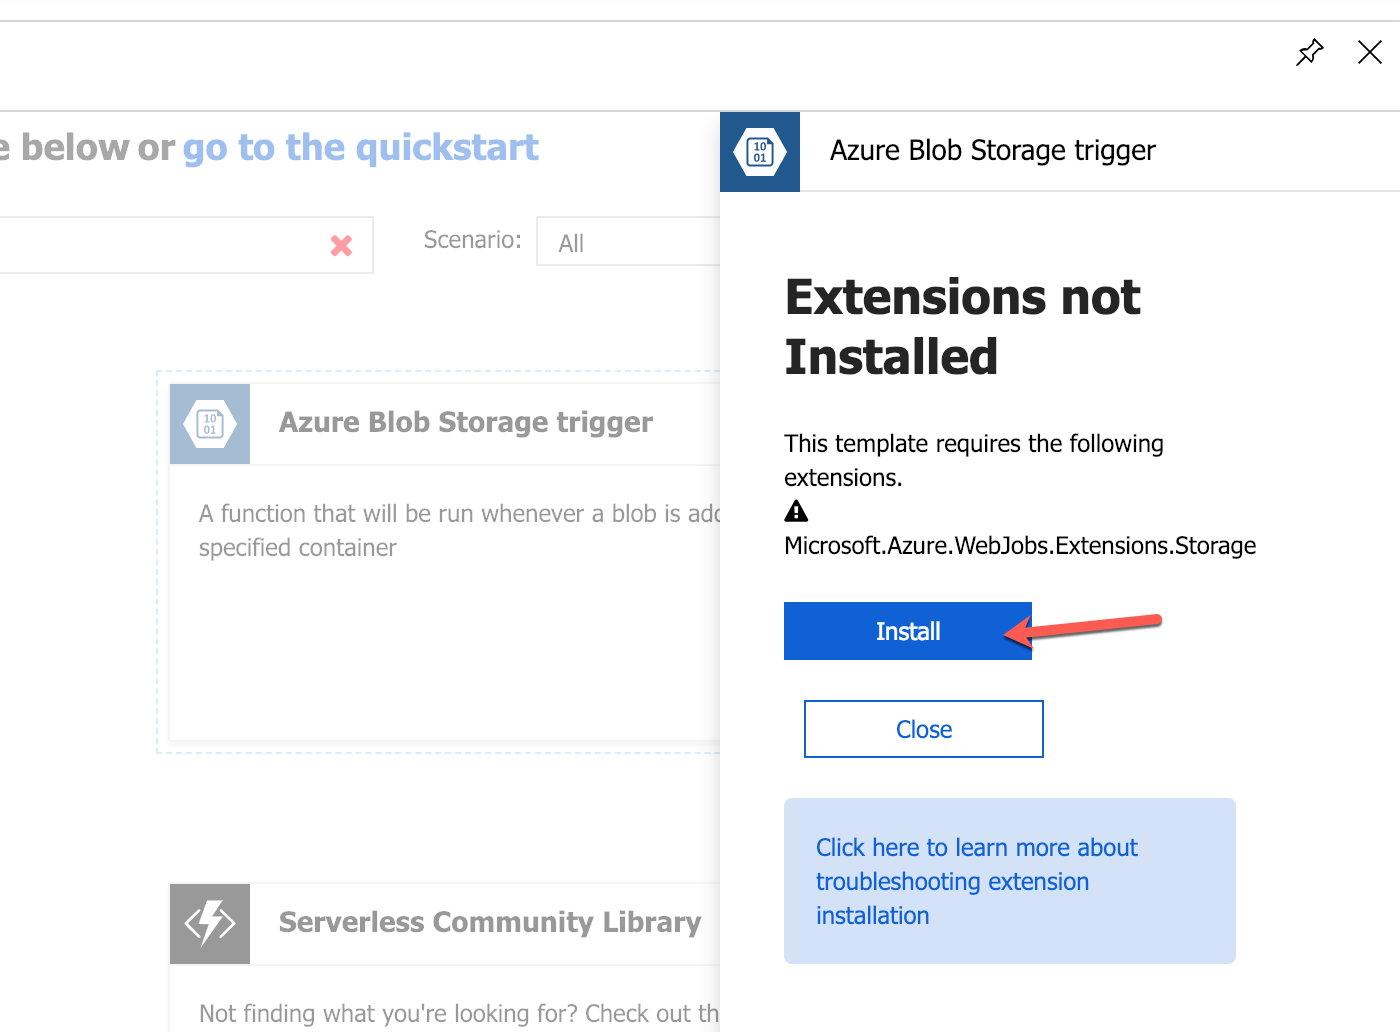 e below or go to the quickstart
Scenario:
All
10
01
Azure Blob Storage trigger
A function that will be run whenever a blob is add
specified container
Serverless Community Library
Not finding what you're looking for? Check out th
10
01
Azure Blob Storage trigger
Extensions not
Installed
This template requires the following
extensions.
Microsoft.Azure.WebJobs.Extensions.Storage
Install
Close
Click here to learn more about
troubleshooting extension
installation